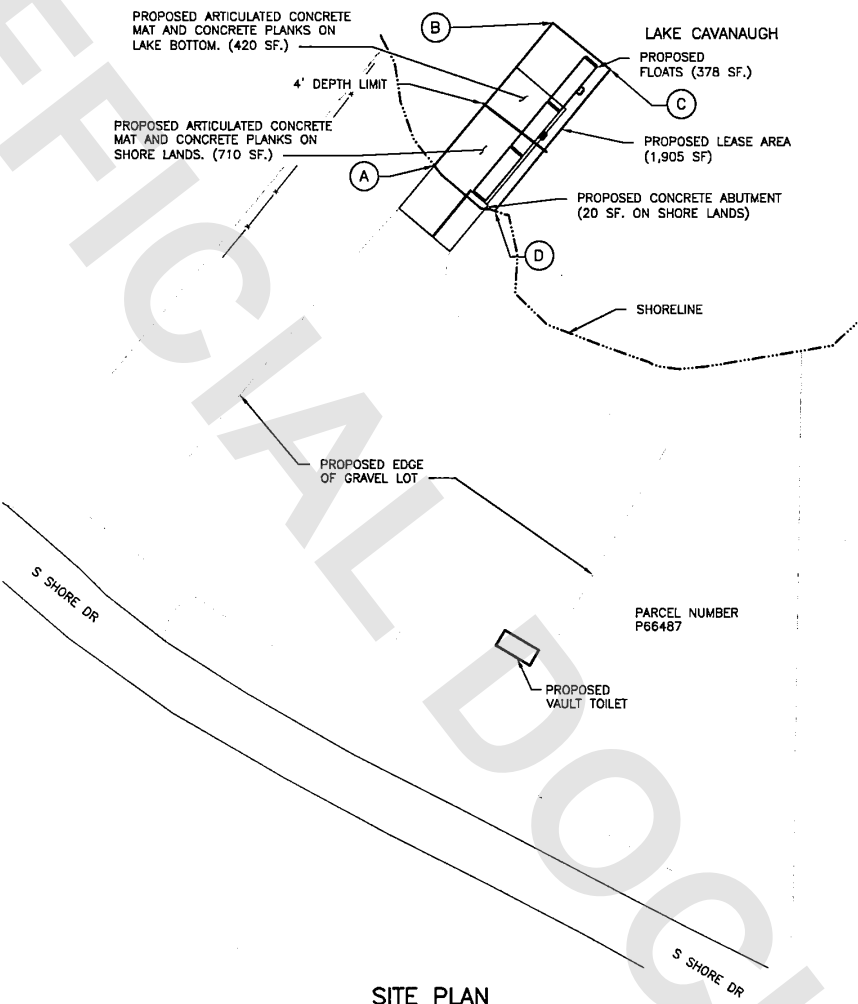 PROPOSED ARTICULATED CONCRETE
MAT AND CONCRETE PLANKS ON
LAKE BOTTOM. (420 SF.)
B
LAKE CAVANAUGH
PROPOSED
FLOATS (378 SF.)
4' DEPTH LIMIT
C
PROPOSED ARTICULATED CONCRETE
MAT AND CONCRETE PLANKS ON
SHORE LANDS. (710 SF.)
PROPOSED LEASE AREA
(1,905 SF)
A
PROPOSED CONCRETE ABUTMENT
(20 SF. ON SHORE LANDS)
D
SHORELINE
PROPOSED EDGE
OF GRAVEL LOT
S SHORE DR
PARCEL NUMBER
P66487
PROPOSED
VAULT TOILET
S SHORE DR
SITE PLAN
EFFICIAL DOC